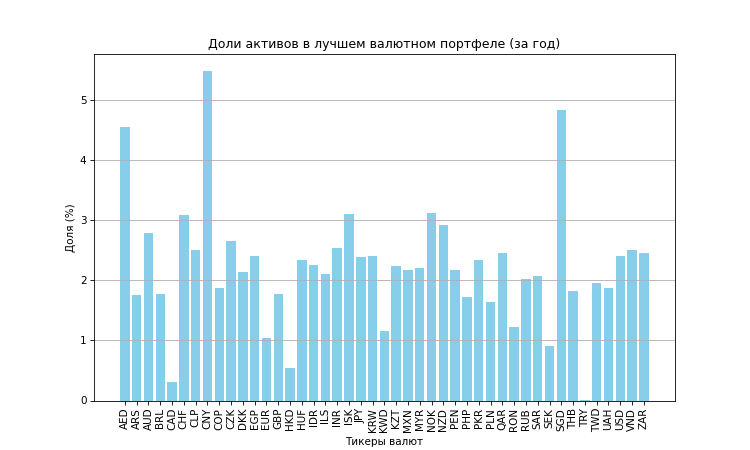 Доли активов в лучшем валютном портфеле (за год)
Доля (%)
5
4
3
2
1
0
AED ARS AUD BRL CAD CHF CLP CNY COP CZK DKK EGP EUR GBP HKD HUF IDR ILS INR ISK JPY KRW KWD KZT MXN MYR NOK NZD PEN PHP PKR PLN QAR RON RUB SAR SEK SGD THB TRY TWD UAH USD VND ZAR
Тикеры валют